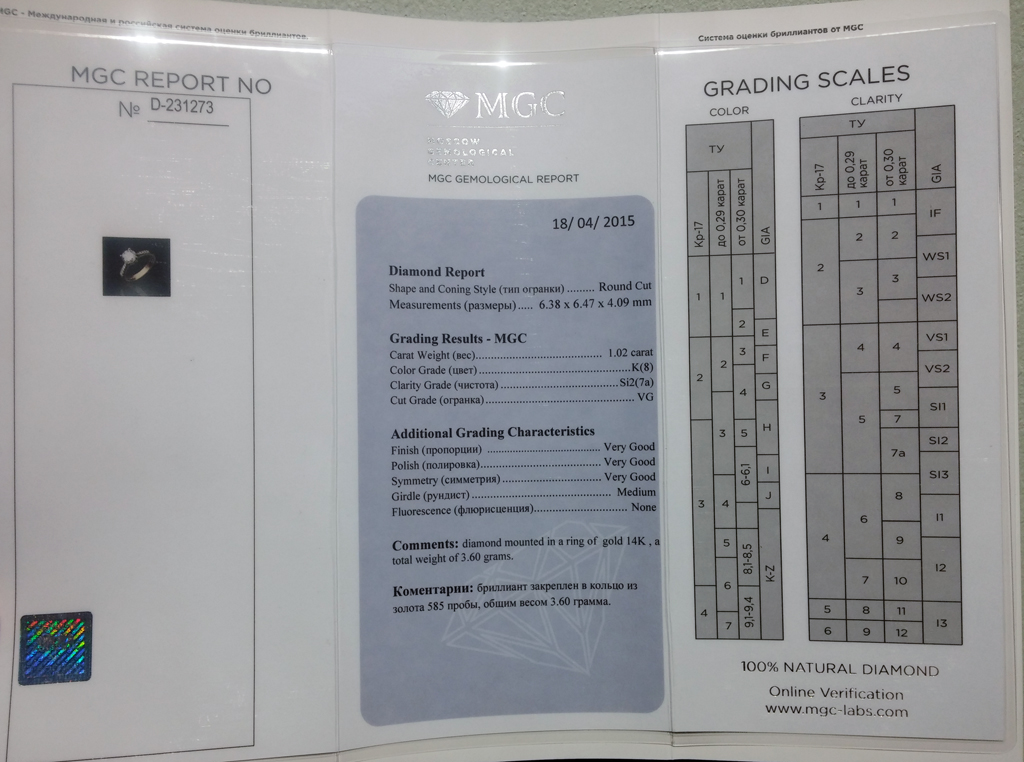 MGC - Международная и российская система оценки бриллиантов.
MGC REPORT NO
№ D-231273
MGC
MOSCOW
GEMOLOGICAL
CENTER
MGC GEMOLOGICAL REPORT
18/ 04/ 2015
Diamond Report
Shape and Coning Style (тип огранки) ......... Round Cut
Measurements (размеры)..... 6.38 x 6.47 x 4.09 mm
Grading Results - MGC
Carat Weight (вес)...................................... 1.02 carat
Color Grade (цвет)............................................K(8)
Clarity Grade (чистота)....................................Si2(7a)
Cut Grade (огранка)............................................ VG
Additional Grading Characteristics
Finish (пропорции) ................................. Very Good
Polish (полировка)................................... Very Good
Symmetry (симметрия)............................. Very Good
Girdle (рундист)........................................... Medium
Fluorescence (флюрисценция)............................. None
Comments: diamond mounted in a ring of gold 14K , a
total weight of 3.60 grams.
Коментарии: бриллиант закреплен в кольцо из
золота 585 пробы, общим весом 3.60 грамма.
Система оценки бриллиантов от MGC
GRADING SCALES
COLOR
ТУ
Кр-17
до 0,29 карат
от 0,30 карат
GIA
1
1
1
D
2
E
2
2
3
F
4
G
3
5
H
6-6,1
I
3
4
J
5
8,1-8,5
K-Z
6
4
7
9,1-9,4
CLARITY
ТУ
Кр-17
до 0,29
карат
от 0,30
карат
GIA
1
1
1
IF
2
2
2
WS1
3
3
WS2
3
4
4
VS1
VS2
5
5
SI1
7
7a
SI2
SI3
4
6
8
I1
9
I2
7
10
5
8
11
I3
6
9
12
100% NATURAL DIAMOND
Online Verification
www.mgc-labs.com